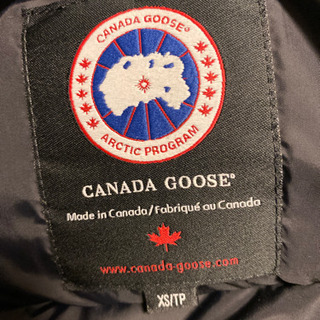 CANADA GOOSE®
ARCTIC PROGRAM
CANADA GOOSE®
Made in Canada/Fabriqué au Canada
www.canada-goose.com
XS/TP